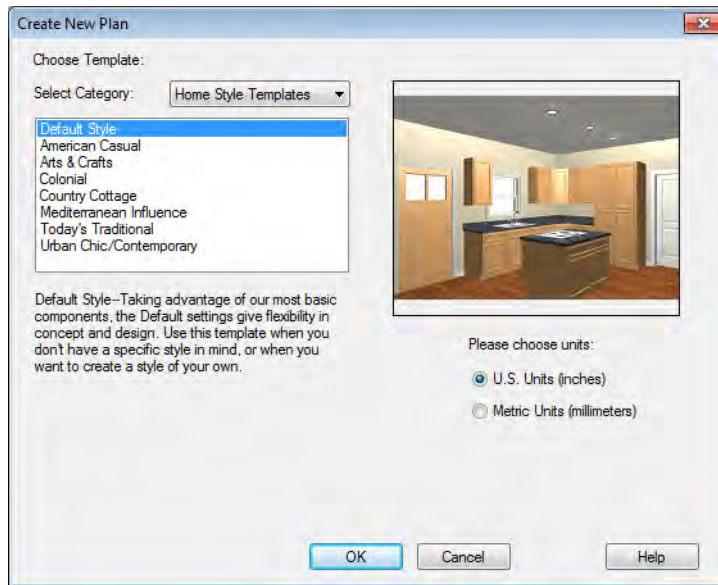 Create New Plan
Choose Template:
Select Category:
Home Style Templates
Default Style
American Casual
Arts & Crafts
Colonial
Country Cottage
Mediterranean Influence
Today's Traditional
Urban Chic/Contemporary
Default Style–Taking advantage of our most basic
components, the Default settings give flexibility in
concept and design. Use this template when you
don't have a specific style in mind, or when you
want to create a style of your own.
Please choose units:
U.S. Units (inches)
Metric Units (millimeters)
OK
Cancel
Help